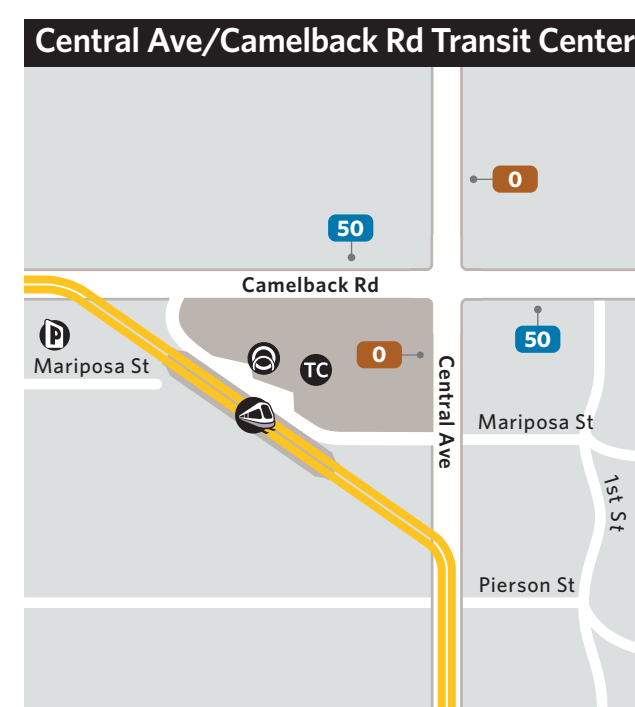 Central Ave/Camelback Rd Transit Center
0
50
Camelback Rd
P
Mariposa St
TC
0
50
Central Ave
Mariposa St
1st St
Pierson St